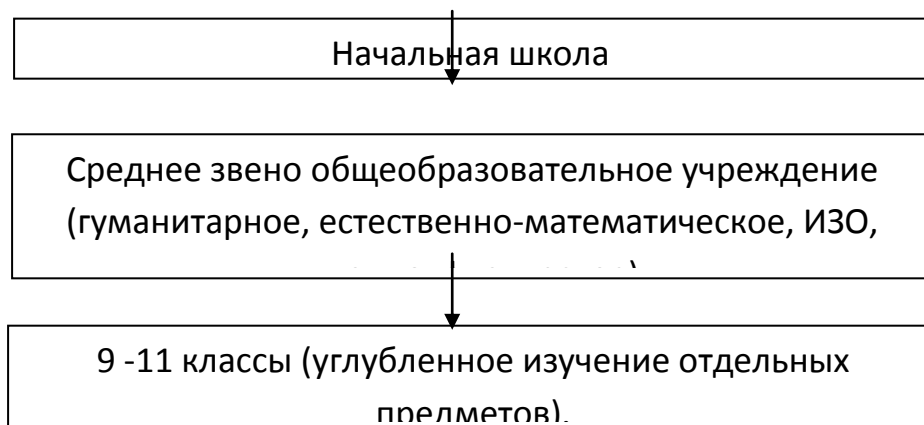 Начальная школа
Среднее звено общеобразовательное учреждение
(гуманитарное, естественно-математическое, ИЗО,
9 -11 классы (углубленное изучение отдельных
предметов).